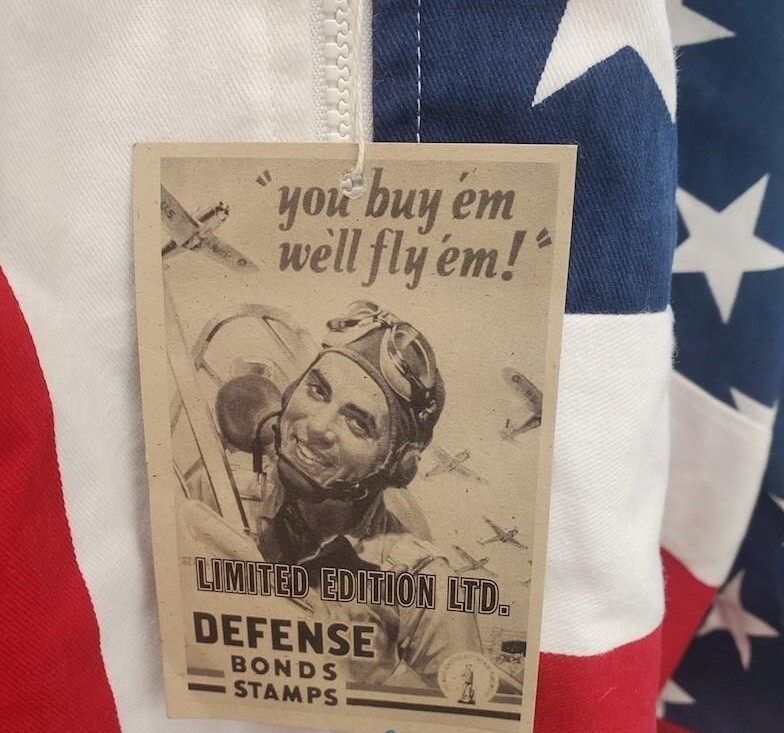 "you buy 'em
we'll fly 'em!"
U.S.
LIMITED EDITION LTD.
DEFENSE
BONDS
STAMPS